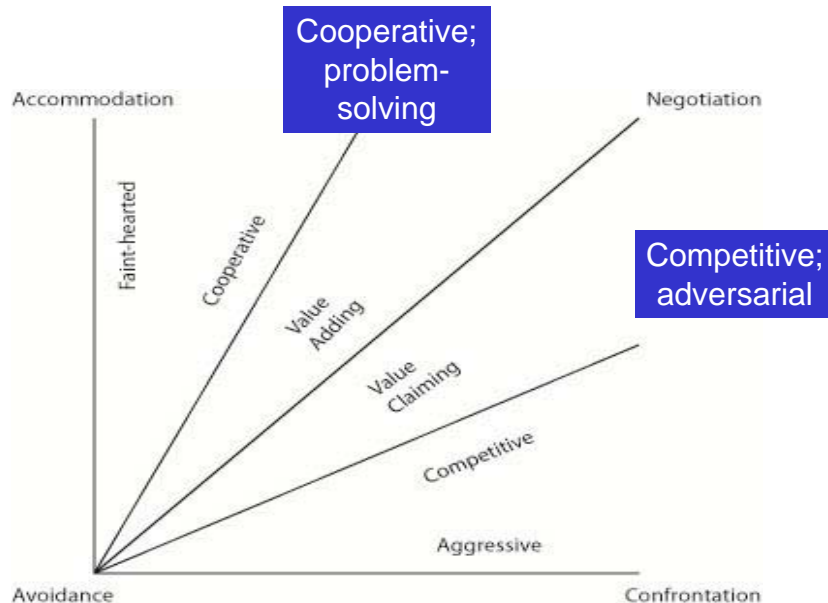 Cooperative;
problem-
solving
Accommodation
Negotiation
Faint-hearted
Cooperative
Value
Adding
Competitive;
adversarial
Value
Claiming
Competitive
Aggressive
Avoidance
Confrontation